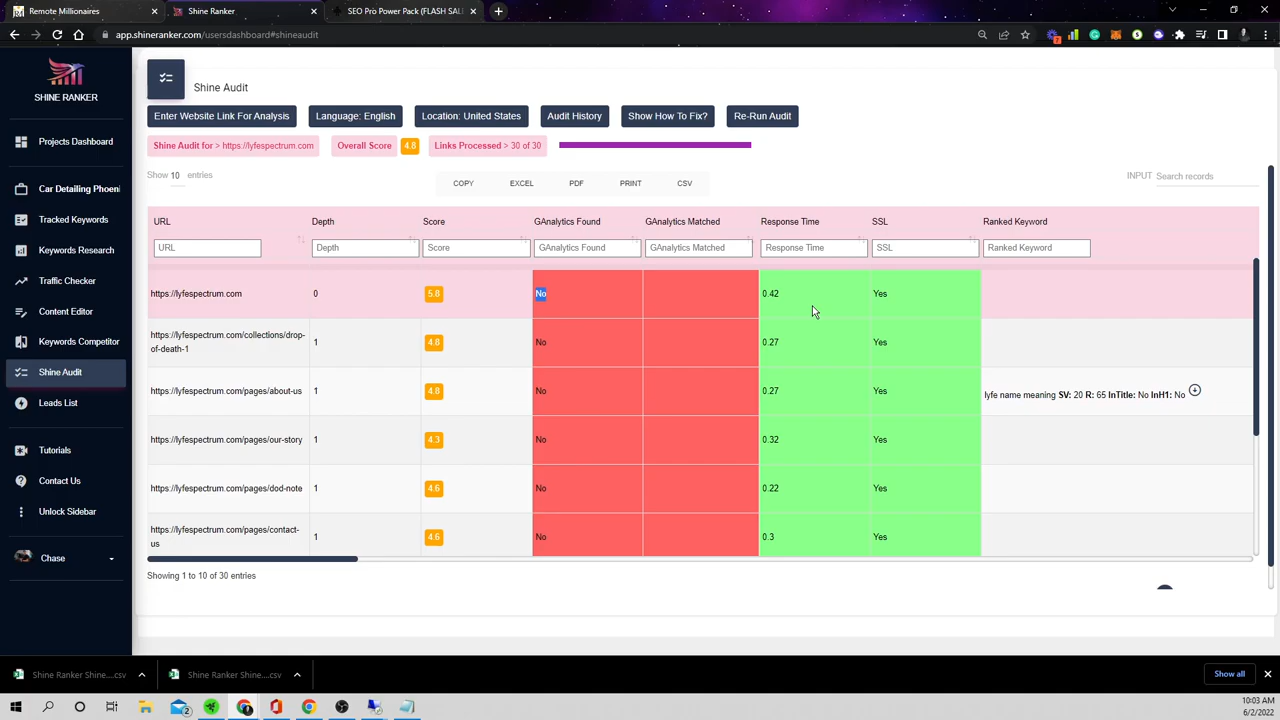 Remote Millionaires
Shine Ranker
SEO Pro Power Pack (FLASH SAL
app.shineranker.com/usersdashboard#shineaudit
SHINE RANKER
Projects Dashboard
Car Detailing Phoeni
Tracked Keywords
Keywords Research
Traffic Checker
Content Editor
Keywords Competitor
Shine Audit
Leads List
Tutorials
Contact Us
Unlock Sidebar
Chase
Shine Audit
Enter Website Link For Analysis
Language: English
Location: United States
Audit History
Show How To Fix?
Re-Run Audit
Shine Audit for > https://lyfespectrum.com
Overall Score 4.8
Links Processed > 30 of 30
Show 10 entries
COPY EXCEL PDF PRINT CSV
INPUT Search records
URL Depth Score GAnalytics Found GAnalytics Matched Response Time SSL Ranked Keyword
URL Depth Score GAnalytics Found GAnalytics Matched Response Time SSL Ranked Keyword
https://lyfespectrum.com 0 5.8 No 0.42 Yes
https://lyfespectrum.com/collections/drop-
of-death-1 1 4.8 No 0.27 Yes
https://lyfespectrum.com/pages/about-us 1 4.8 No 0.27 Yes lyfe name meaning SV: 20 R: 65 InTitle: No InH1: No
https://lyfespectrum.com/pages/our-story 1 4.3 No 0.32 Yes
https://lyfespectrum.com/pages/dod-note 1 4.6 No 0.22 Yes
https://lyfespectrum.com/pages/contact-
us 1 4.6 No 0.3 Yes
Showing 1 to 10 of 30 entries
Shine Ranker Shine....csv
Shine Ranker Shine....csv
Show all
10:03 AM
6/2/2022